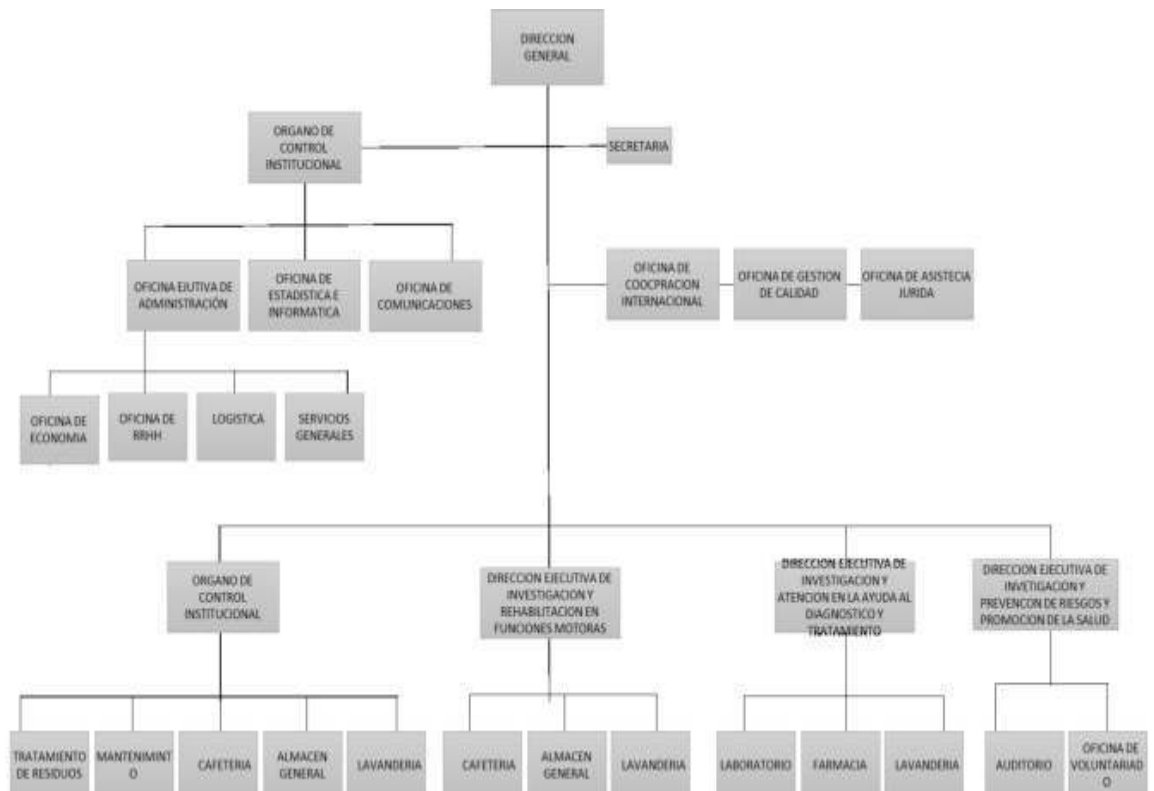 DIRECCION
GENERAL
ORGANO DE
CONTROL
INSTITUCIONAL
SECRETARIA
OFICINA EJUTIVA DE
ADMINISTRACIÓN
OFICINA DE
ESTADISTICA E
INFORMATICA
OFICINA
DE COMUNICACIONES
OFICINA DE
COOCPRACION
INTERNACIONAL
OFICINA DE GESTION
DE CALIDAD
OFICINA DE ASISTECIA
JURIDA
OFICINA DE
ECONOMIA
OFICINA DE
RRHH
LOGISTICA
SERVICIOS
GENERALES
ORGANO DE
CONTROL
INSTITUCIONAL
DIRECCION EJECUTIVA DE
INVESTIGACION Y
REHABILITACION EN
FUNCIONES MOTORAS
DIRECCION EJECUTIVA DE
INVESTIGACION Y
ATENCION EN LA AYUDA AL
DIAGNOSTICO Y
TRATAMIENTO
DIRECCION EJECUTIVA DE
INVETIGACION Y
PREVENCON DE RIESGOS Y
PROMOCION DE LA SALUD
TRATAMIENTO
DE RESIDUOS
MANTENIMINT
O
CAFETERIA
ALMACEN
GENERAL
LAVANDERIA
CAFETERIA
ALMACEN
GENERAL
LAVANDERIA
LABORATORIO
FARMACIA
LAVANDERIA
AUDITORIO
OFICINA DE
VOLUNTARIAD
O